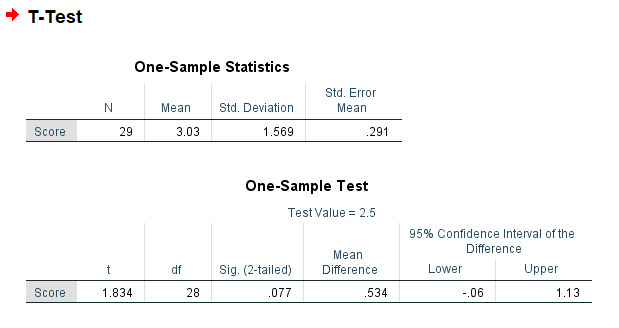 T-Test
One-Sample Statistics
N Mean Std. Deviation Std. Error Mean
Score 29 3.03 1.569 .291
One-Sample Test
Test Value = 2.5
t df Sig. (2-tailed) Mean Difference 95% Confidence Interval of the Difference
Lower Upper
Score 1.834 28 .077 .534 -.06 1.13